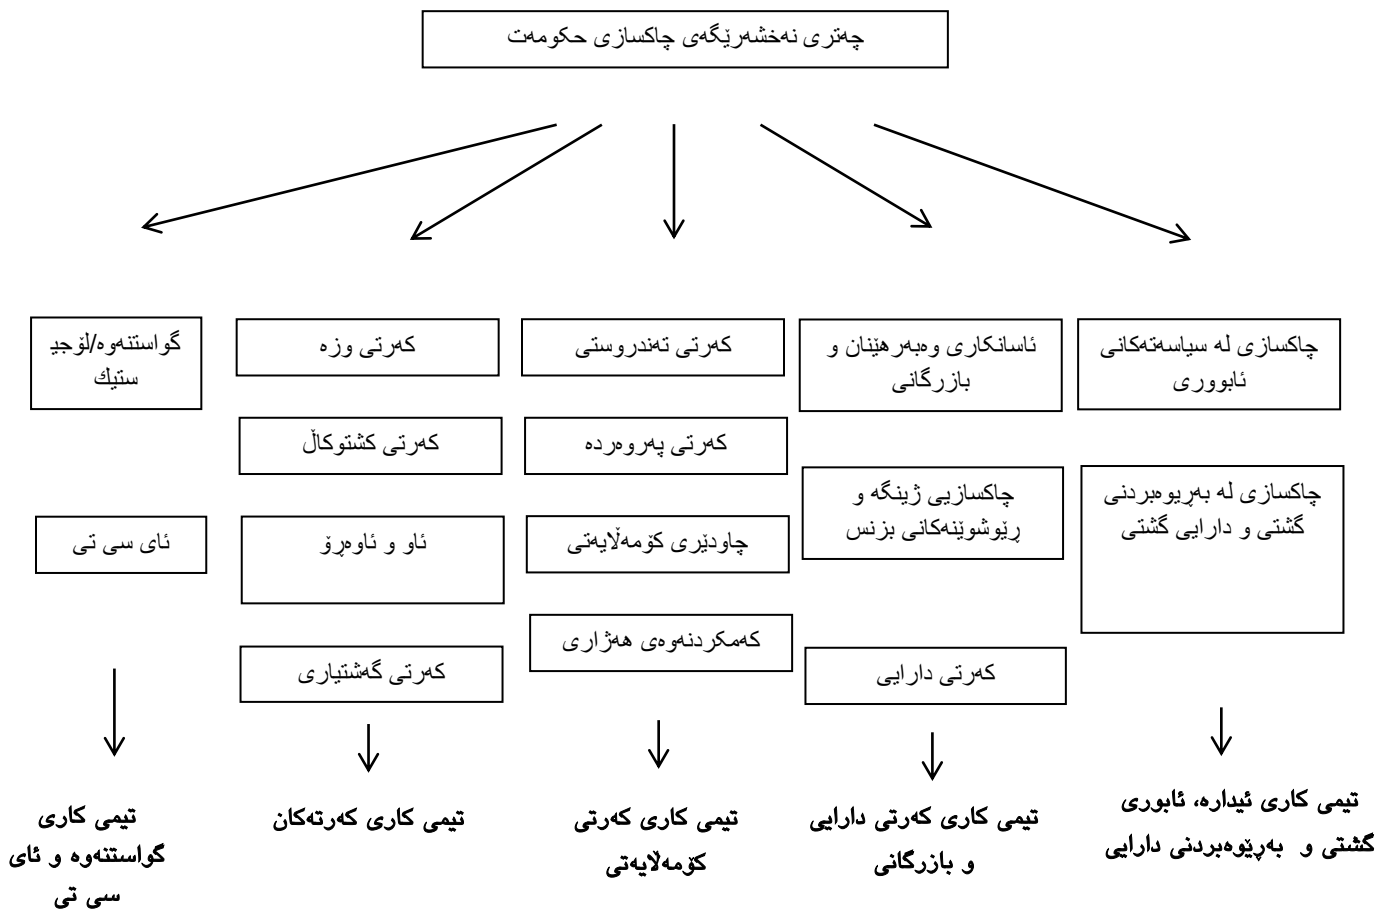 چەتری نەخشەرێگەی چاکسازی حکومەت
چاکسازی لە سیاسەتەکانی
ئابووری
چاکسازی لە بەڕیوەبردنی
گشتی و دارایی گشتی
تیمی کاری ئیدارە، ئابوری
گشتی و بەڕێوەبردنی دارایی
ئاسانکاری وەبەرهێنان و
بازرگانی
چاکسازیی ژینگە و
ڕێوشوێنەکانی بزنس
کەرتی دارایی
تیمی کاری کەرتی دارایی
و بازرگانی
کەرتی تەندروستی
کەرتی پەروەردە
چاودێری کۆمەڵایەتی
کەمکردنەوەی هەژاری
تیمی کاری کەرتی
کۆمەڵایەتی
کەرتی وزە
کەرتی کشتوکاڵ
ئاو و ئاوەڕۆ
کەرتی گەشتیاری
تیمی کاری کەرتەکان
گواستنەوە/لۆجی
ستیك
ئای سی تی
تیمی کاری
گواستنەوە و ئای
سی تی